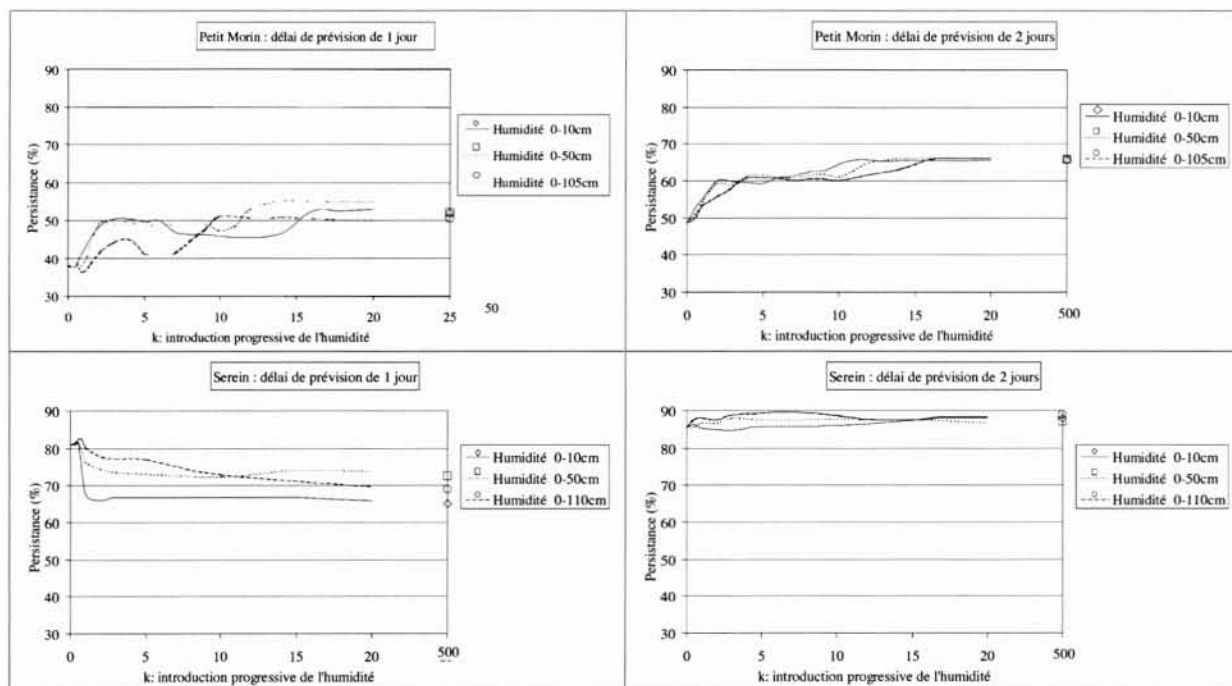 Petit Morin : délai de prévision de 1 jour
90
80
70
60
50
40
30
Persistance (%)
0
5
10
15
20
25
50
k: introduction progressive de l'humidité
Humidité 0-10cm
Humidité 0-50cm
Humidité 0-105cm
Petit Morin : délai de prévision de 2 jours
90
80
70
60
50
40
30
Persistance (%)
0
5
10
15
20
500
k: introduction progressive de l'humidité
Humidité 0-10cm
Humidité 0-50cm
Humidité 0-105cm
Serein : délai de prévision de 1 jour
90
80
70
60
50
40
30
Persistance (%)
0
5
10
15
20
500
k: introduction progressive de l'humidité
Humidité 0-10cm
Humidité 0-50cm
Humidité 0-110cm
Serein : délai de prévision de 2 jours
90
80
70
60
50
40
30
Persistance (%)
0
5
10
15
20
500
k: introduction progressive de l'humidité
Humidité 0-10cm
Humidité 0-50cm
Humidité 0-110cm